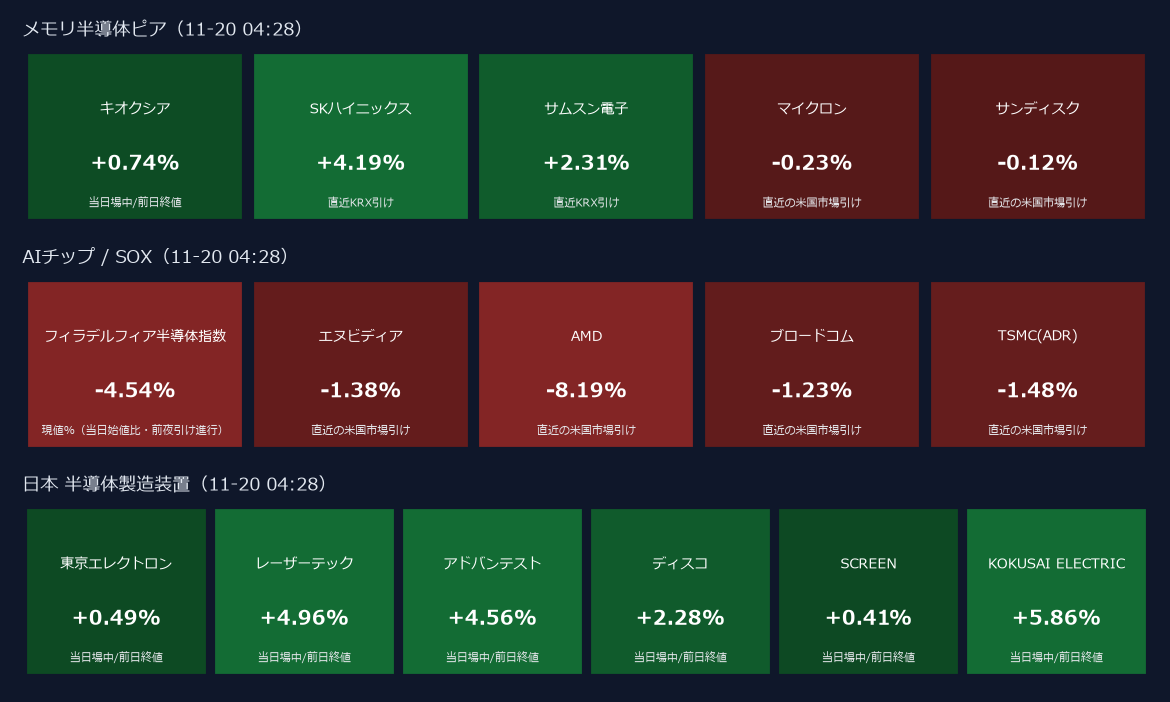 メモリ半導体ピア（11-20 04:28）
キオクシア
+0.74%
当日場中/前日終値
SKハイニックス
+4.19%
直近KRX引け
サムスン電子
+2.31%
直近KRX引け
マイクロン
-0.23%
直近の米国市場引け
サンディスク
-0.12%
直近の米国市場引け
AIチップ / SOX（11-20 04:28）
フィラデルフィア半導体指数
-4.54%
現値%（当日始値比・前夜引け進行）
エヌビディア
-1.38%
直近の米国市場引け
AMD
-8.19%
直近の米国市場引け
ブロードコム
-1.23%
直近の米国市場引け
TSMC(ADR)
-1.48%
直近の米国市場引け
日本 半導体製造装置（11-20 04:28）
東京エレクトロン
+0.49%
当日場中/前日終値
レーザーテック
+4.96%
当日場中/前日終値
アドバンテスト
+4.56%
当日場中/前日終値
ディスコ
+2.28%
当日場中/前日終値
SCREEN
+0.41%
当日場中/前日終値
KOKUSAI ELECTRIC
+5.86%
当日場中/前日終値